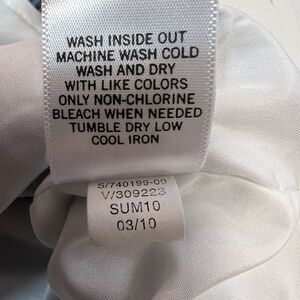 WASH INSIDE OUT
MACHINE WASH COLD
WASH AND DRY
WITH LIKE COLORS
ONLY NON-CHLORINE
BLEACH WHEN NEEDED
TUMBLE DRY LOW
COOL IRON
S/740199-00
V/309223
SUM10
03/10